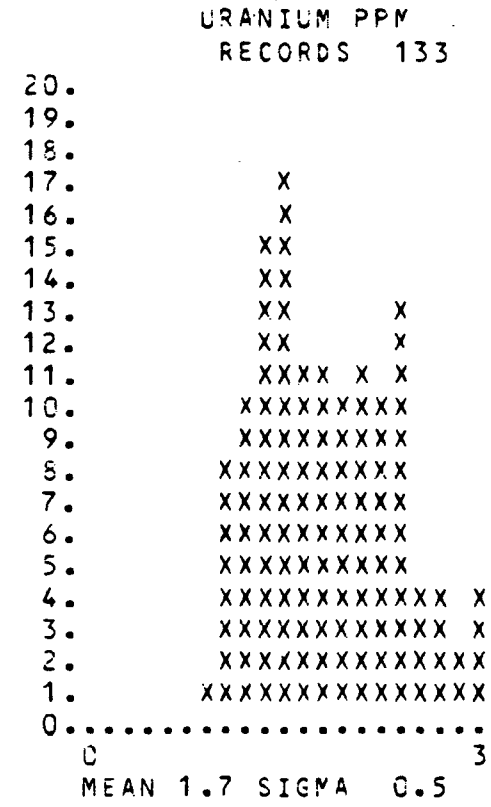 URANIUM PPM
RECORDS 133
20.
19.
18.
17. X
16. X
15. XX
14. XX
13. XX X
12. XX X
11. XXXX X X
10. XXXXXXXXX
9. XXXXXXXXX
8. XXXXXXXXXX
7. XXXXXXXXXX
6. XXXXXXXXXX
5. XXXXXXXXXX
4. XXXXXXXXXXXX X
3. XXXXXXXXXXXX X
2. XXXXXXXXXXXXXX
1. XXXXXXXXXXXXXXX
0......................
0 3
MEAN 1.7 SIGMA 0.5